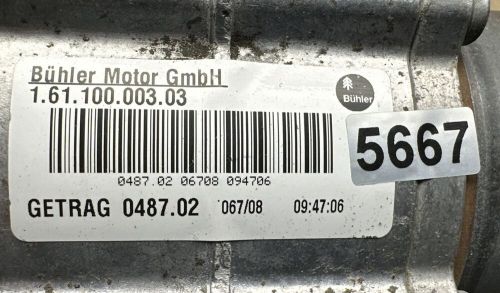 Bühler Motor GmbH
1.61.100.003.03
Bühler
5667
0487.02 06708 094706
GETRAG 0487.02 067/08 09:47:06